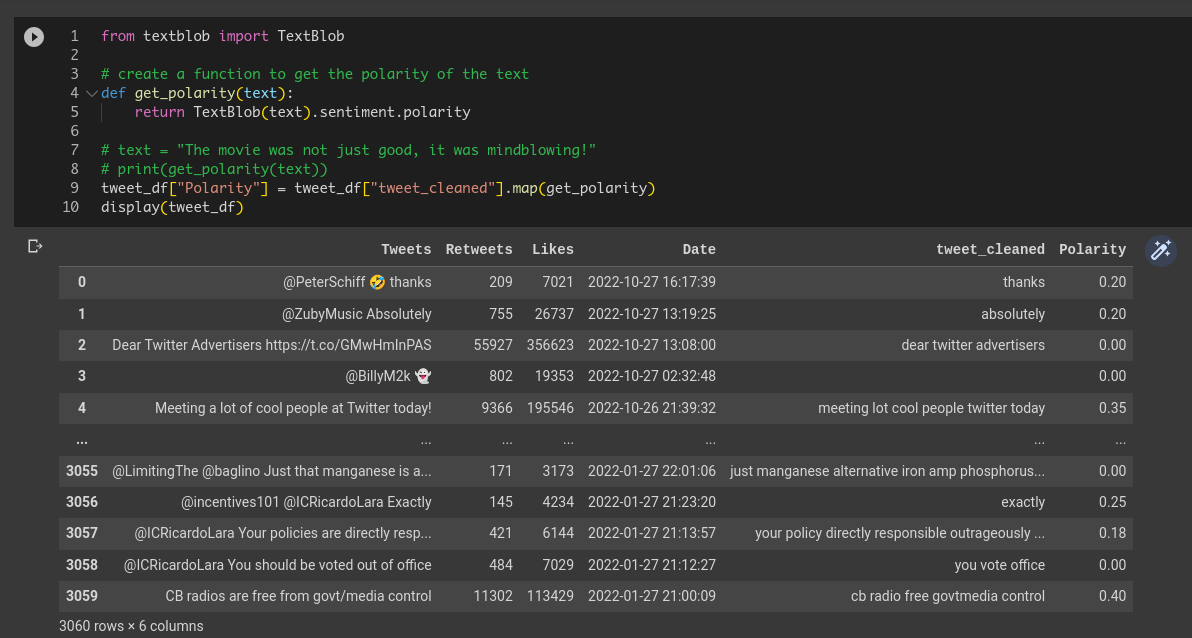 1 from textblob import TextBlob
2
3 # create a function to get the polarity of the text
4 def get_polarity(text):
5 return TextBlob(text).sentiment.polarity
6
7 # text = "The movie was not just good, it was mindblowing!"
8 # print(get_polarity(text))
9 tweet_df["Polarity"] = tweet_df["tweet_cleaned"].map(get_polarity)
10 display(tweet_df)
Tweets Retweets Likes Date tweet_cleaned Polarity
0 @PeterSchiff 🤣 thanks 209 7021 2022-10-27 16:17:39 thanks 0.20
1 @ZubyMusic Absolutely 755 26737 2022-10-27 13:19:25 absolutely 0.20
2 Dear Twitter Advertisers https://t.co/GMwHmInPAS 55927 356623 2022-10-27 13:08:00 dear twitter advertisers 0.00
3 @BillyM2k 👻 802 19353 2022-10-27 02:32:48 0.00
4 Meeting a lot of cool people at Twitter today! 9366 195546 2022-10-26 21:39:32 meeting lot cool people twitter today 0.35
... ... ... ... ... ... ...
3055 @LimitingThe @baglino Just that manganese is a... 171 3173 2022-01-27 22:01:06 just manganese alternative iron amp phosphorus... 0.00
3056 @incentives101 @ICRicardoLara Exactly 145 4234 2022-01-27 21:23:20 exactly 0.25
3057 @ICRicardoLara Your policies are directly resp... 421 6144 2022-01-27 21:13:57 your policy directly responsible outrageously ... 0.18
3058 @ICRicardoLara You should be voted out of office 484 7029 2022-01-27 21:12:27 you vote office 0.00
3059 CB radios are free from govt/media control 11302 113429 2022-01-27 21:00:09 cb radio free govtmedia control 0.40
3060 rows × 6 columns